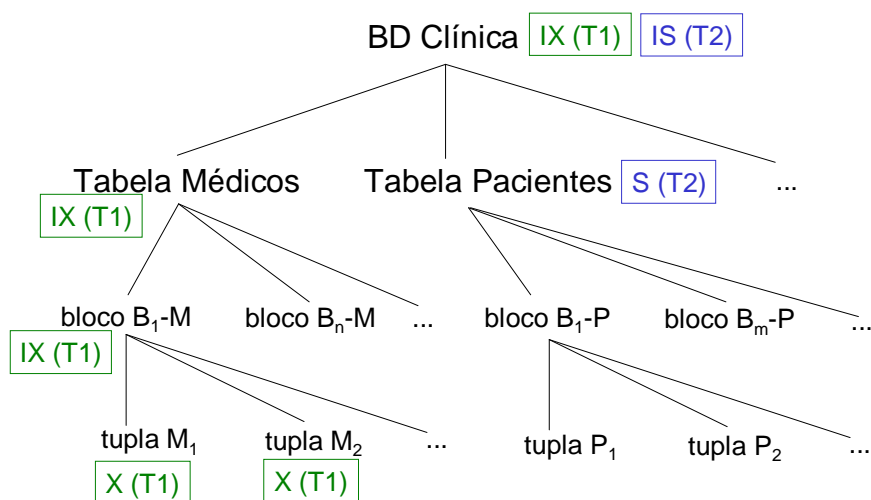 BD Clínica IX (T1) IS (T2)
Tabela Médicos Tabela Pacientes S (T2) ...
IX (T1)
bloco B₁-M bloco Bₙ-M ... bloco B₁-P bloco Bₘ-P ...
IX (T1)
tupla M₁ tupla M₂ ... tupla P₁ tupla P₂ ...
X (T1) X (T1)